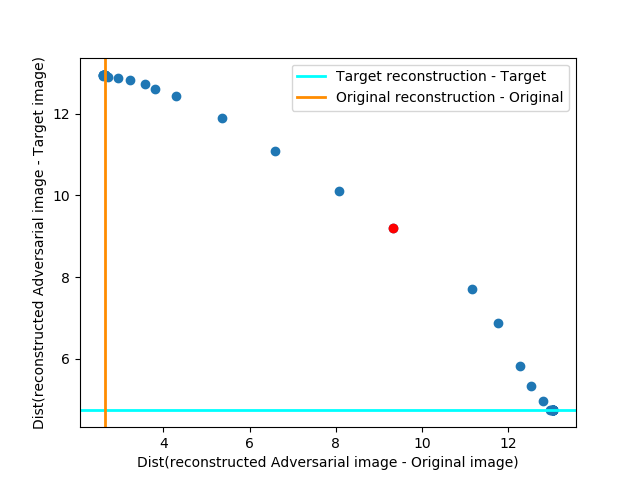 Target reconstruction - Target
Original reconstruction - Original
Dist(reconstructed Adversarial image - Target image)
12
10
8
6
4 6 8 10 12
Dist(reconstructed Adversarial image - Original image)